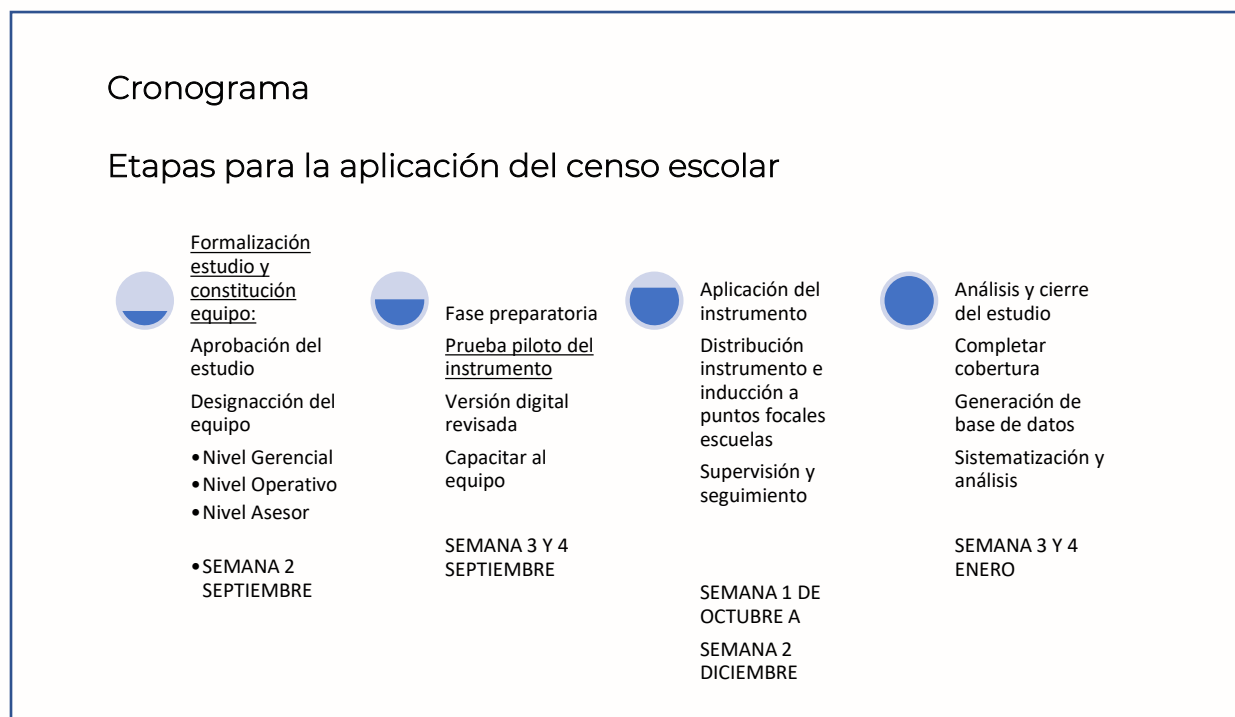 Cronograma
Etapas para la aplicación del censo escolar
Formalización
estudio y
constitución
equipo:
Aprobación del
estudio
Designacción del
equipo
•Nivel Gerencial
•Nivel Operativo
•Nivel Asesor
•SEMANA 2
SEPTIEMBRE
Fase preparatoria
Prueba piloto del
instrumento
Versión digital
revisada
Capacitar al
equipo
SEMANA 3 Y 4
SEPTIEMBRE
Aplicación del
instrumento
Distribución
instrumento e
inducción a
puntos focales
escuelas
Supervisión y
seguimiento
SEMANA 1 DE
OCTUBRE A
SEMANA 2
DICIEMBRE
Análisis y cierre
del estudio
Completar
cobertura
Generación de
base de datos
Sistematización y
análisis
SEMANA 3 Y 4
ENERO